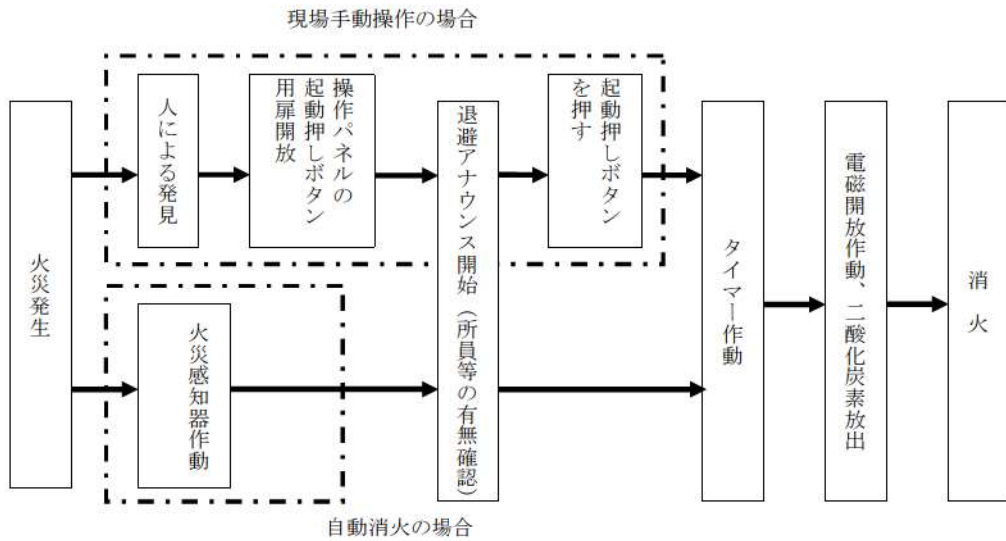 現場手動操作の場合
火災発生
人による発見
操作パネルの
起動押しボタン
用扉開放
退避アナウンス開始（所員等の有無確認）
起動押しボタン
を押す
火災感知器作動
タイマー作動
電磁開放作動、二酸化炭素放出
消火
自動消火の場合